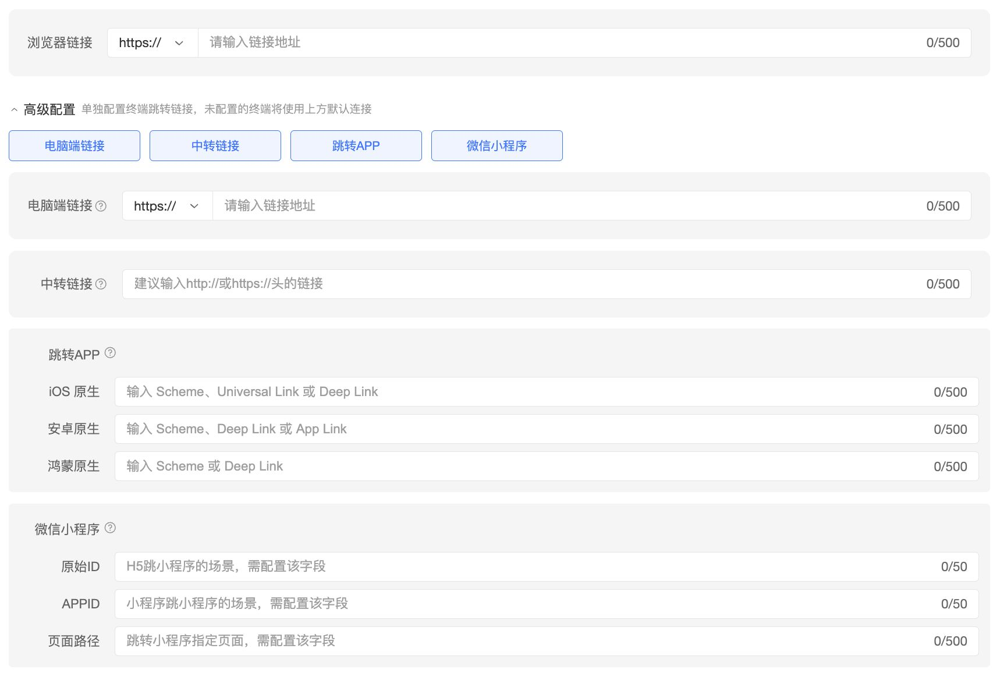 浏览器链接 https:// 请输入链接地址 0/500
高级配置 单独配置终端跳转链接，未配置的终端将使用上方默认连接
电脑端链接 中转链接 跳转APP 微信小程序
电脑端链接 https:// 请输入链接地址 0/500
中转链接 建议输入http://或https://头的链接 0/500
跳转APP
iOS 原生 输入 Scheme、Universal Link 或 Deep Link 0/500
安卓原生 输入 Scheme、Deep Link 或 App Link 0/500
鸿蒙原生 输入 Scheme 或 Deep Link 0/500
微信小程序
原始ID H5跳小程序的场景，需配置该字段 0/50
APPID 小程序跳小程序的场景，需配置该字段 0/50
页面路径 跳转小程序指定页面，需配置该字段 0/500